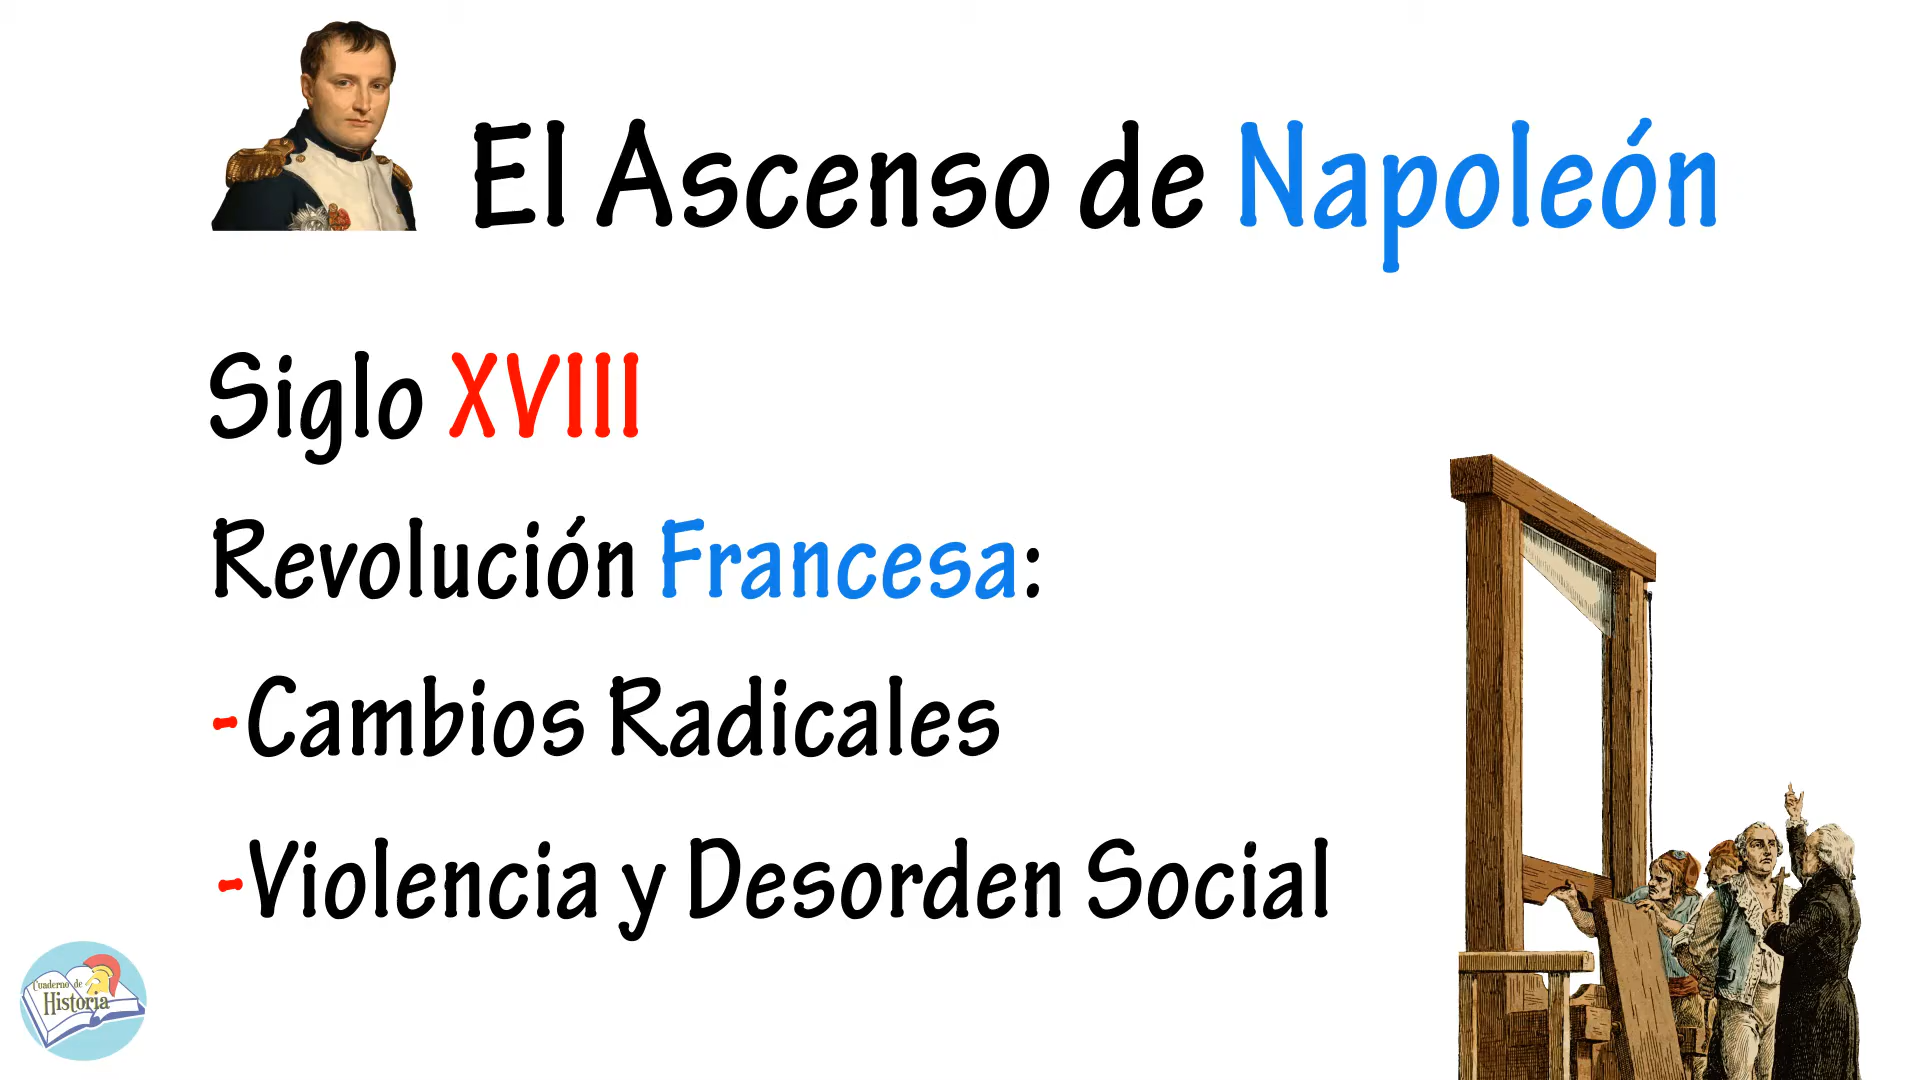 El Ascenso de Napoleón
Siglo XVIII
Revolución Francesa:
-Cambios Radicales
-Violencia y Desorden Social
Cuaderno de
Historia